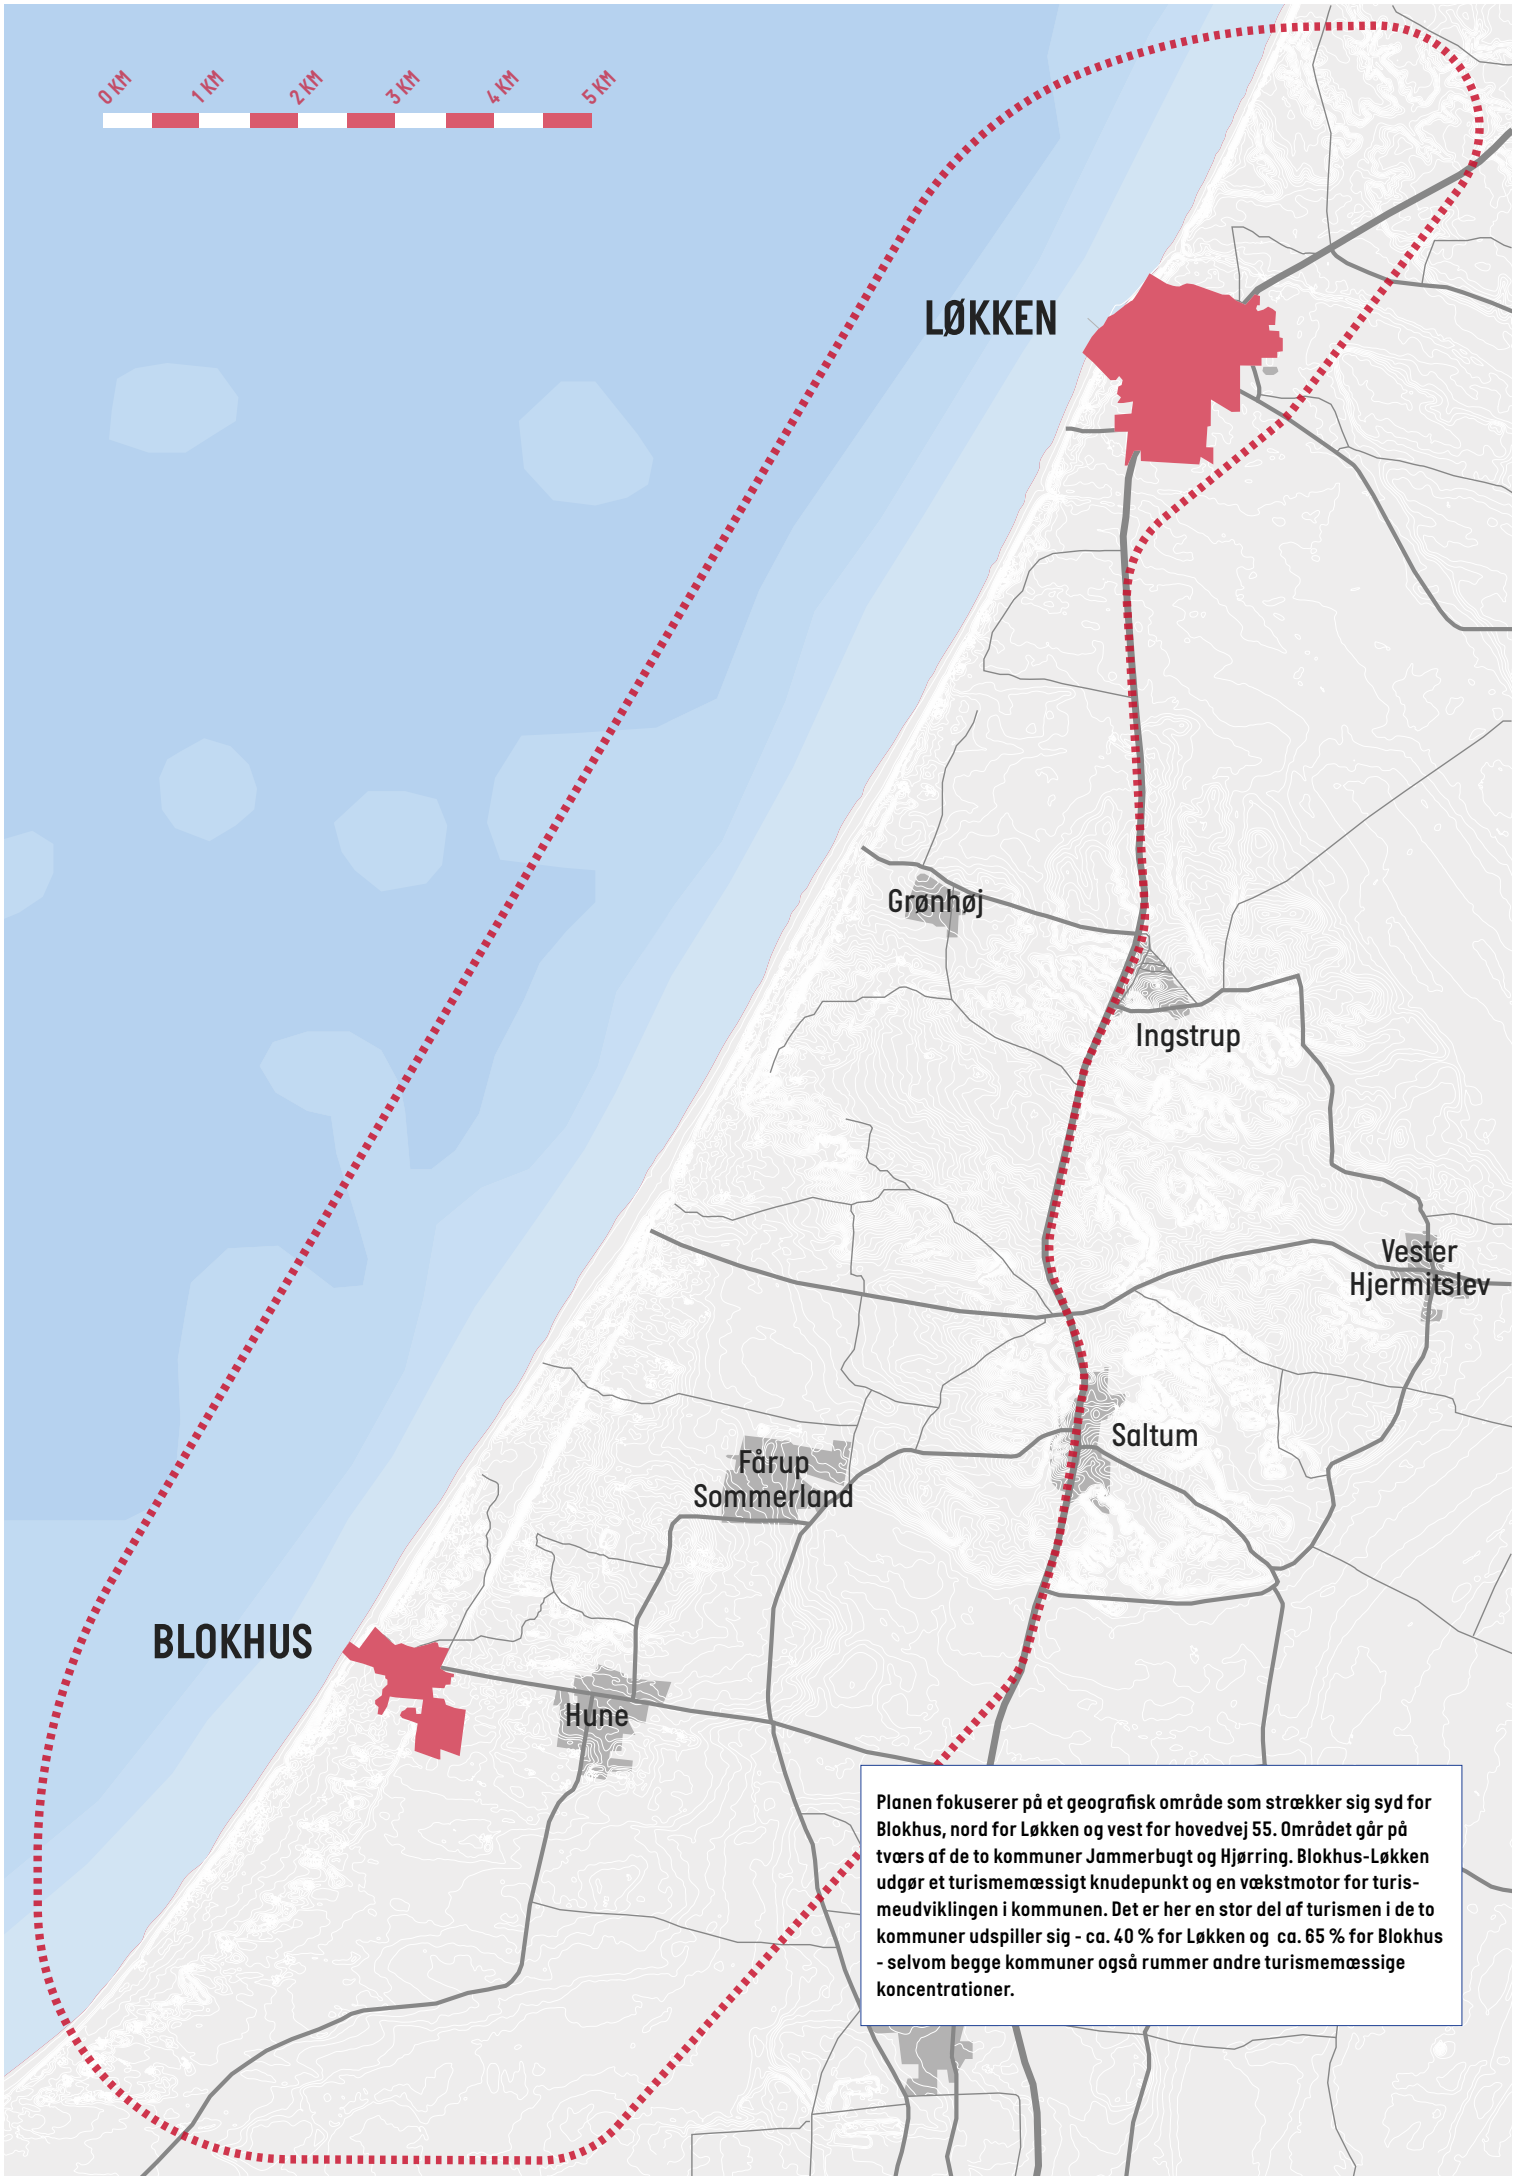 0 KM
1 KM
2 KM
3 KM
4 KM
5 KM
LØKKEN
Grønhøj
Ingstrup
Vester
Hjermitslev
Saltum
Fårup
Sommerland
BLOKHUS
Hune
Planen fokuserer på et geografisk område som strækker sig syd for
Blokhus, nord for Løkken og vest for hovedvej 55. Området går på
tværs af de to kommuner Jammerbugt og Hjørring. Blokhus-Løkken
udgør et turismemæssigt knudepunkt og en vækstmotor for turis-
meudviklingen i kommunen. Det er her en stor del af turismen i de to
kommuner udspiller sig - ca. 40 % for Løkken og ca. 65 % for Blokhus
- selvom begge kommuner også rummer andre turismemæssige
koncentrationer.